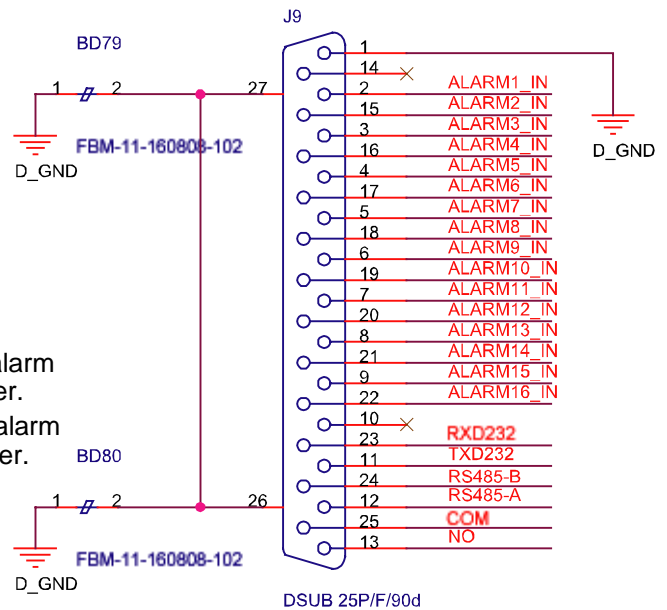 J9
BD79
1 2 27
FBM-11-160808-102
D_GND
1
14
2 ALARM1_IN
15 ALARM2_IN
3 ALARM3_IN
16 ALARM4_IN
4 ALARM5_IN
17 ALARM6_IN
5 ALARM7_IN
18 ALARM8_IN
6 ALARM9_IN
19 ALARM10_IN
7 ALARM11_IN
20 ALARM12_IN
8 ALARM13_IN
21 ALARM14_IN
9 ALARM15_IN
22 ALARM16_IN
10
23 RXD232
11 TXD232
24 RS485-B
12 RS485-A
25 COM
13 NO
D_GND
alarm
er.
alarm
er.
BD80
1 2 26
FBM-11-160808-102
D_GND
DSUB 25P/F/90d